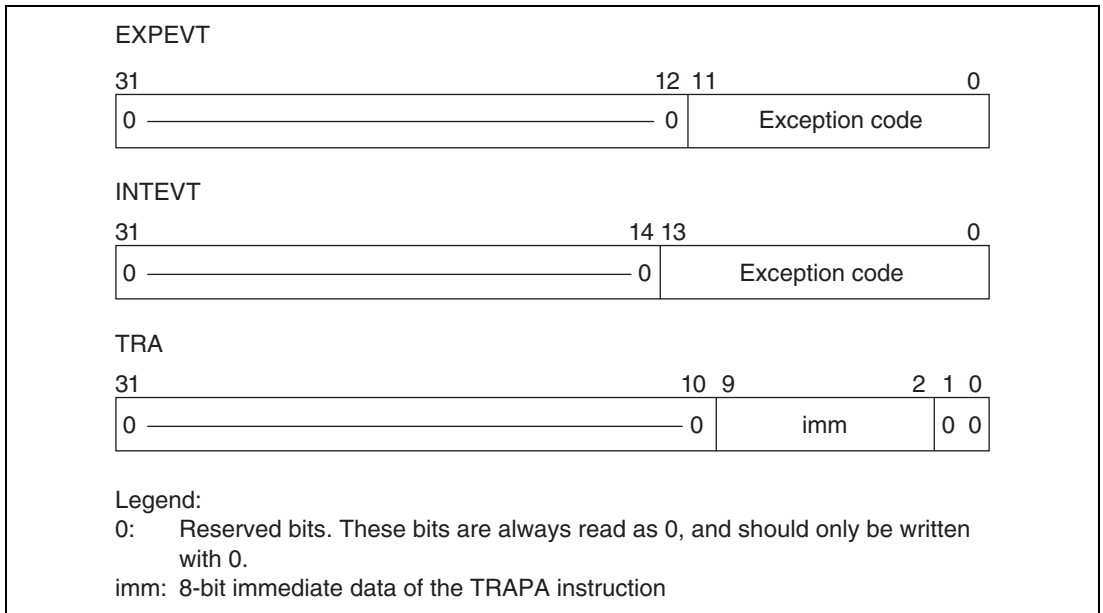 EXPEVT
31 12 11 0
0 0 Exception code
INTEVT
31 14 13 0
0 0 Exception code
TRA
31 10 9 2 1 0
0 0 imm 0 0
Legend:
0: Reserved bits. These bits are always read as 0, and should only be written
with 0.
imm: 8-bit immediate data of the TRAPA instruction